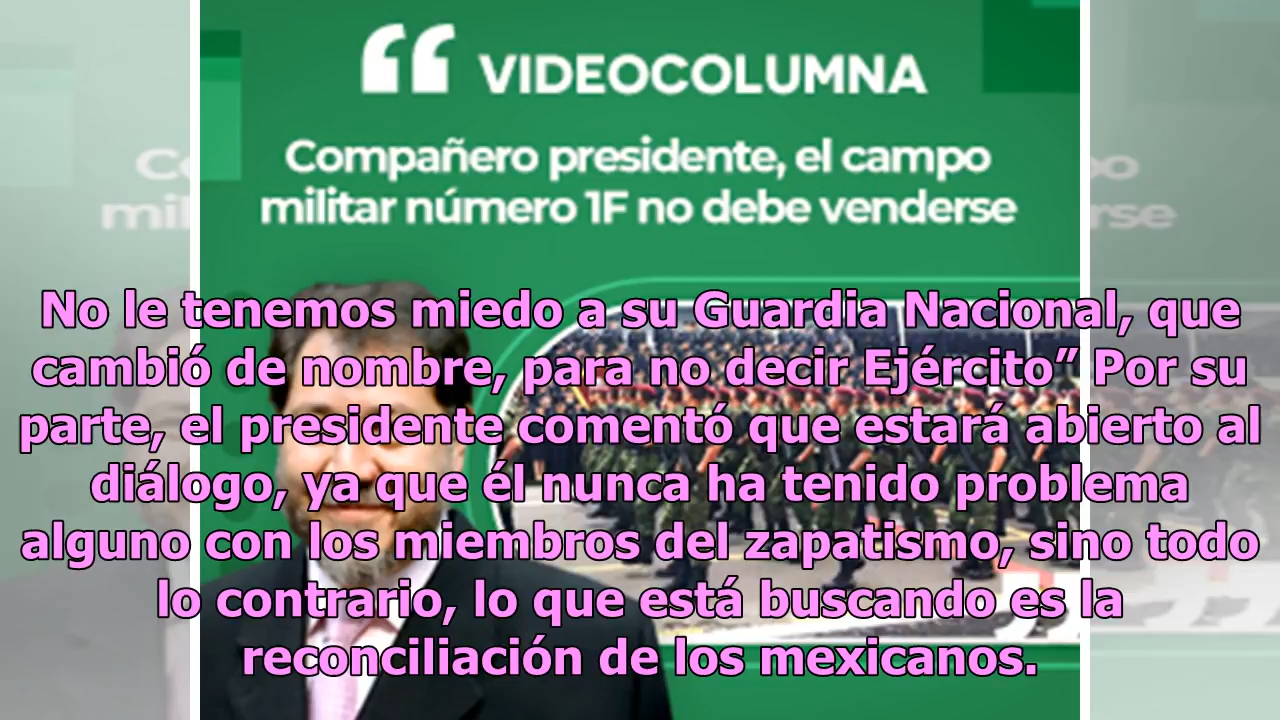 “ VIDEOCOLUMNA
Compañero presidente, el campo
militar número 1F no debe venderse
No le tenemos miedo a su Guardia Nacional, que
cambió de nombre, para no decir Ejército” Por su
parte, el presidente comentó que estará abierto al
diálogo, ya que él nunca ha tenido problema
alguno con los miembros del zapatismo, sino todo
lo contrario, lo que está buscando es la
reconciliación de los mexicanos.